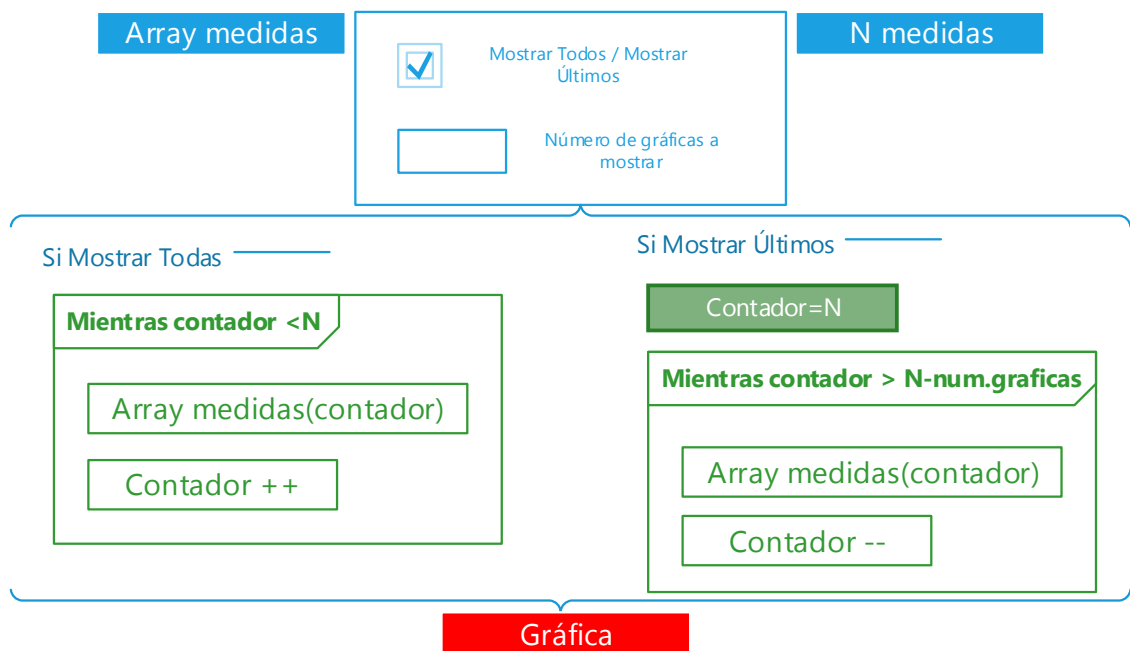 Array medidas
N medidas
Mostrar Todos / Mostrar
Últimos
Número de gráficas a
mostrar
Si Mostrar Todas
Mientras contador <N
Array medidas(contador)
Contador ++
Si Mostrar Últimos
Contador=N
Mientras contador > N-num.graficas
Array medidas(contador)
Contador --
Gráfica